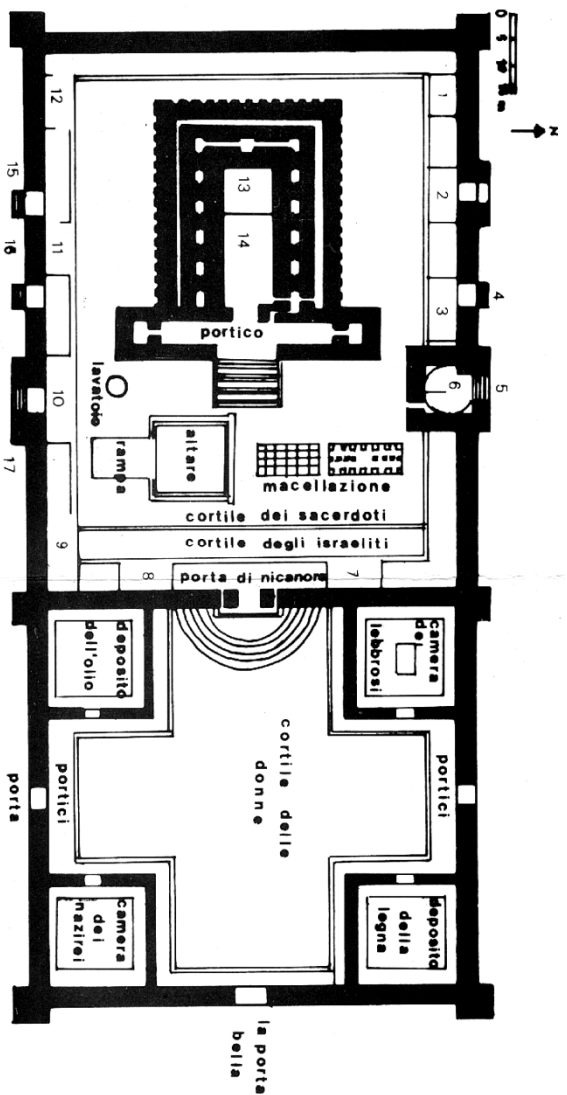 0 5 10 15 m
N
1
2
3
4
5
6
7
8
9
10
11
12
13
14
15
16
17
portico
lavatoio
rampa
altare
macellazione
cortile dei sacerdoti
cortile degli israeliti
porta di nicanore
deposito
dell'olio
camera
dei
lebbrosi
cortile delle
donne
portici
portici
porta
camera
dei
nazirei
deposito
della
legna
la porta
bella